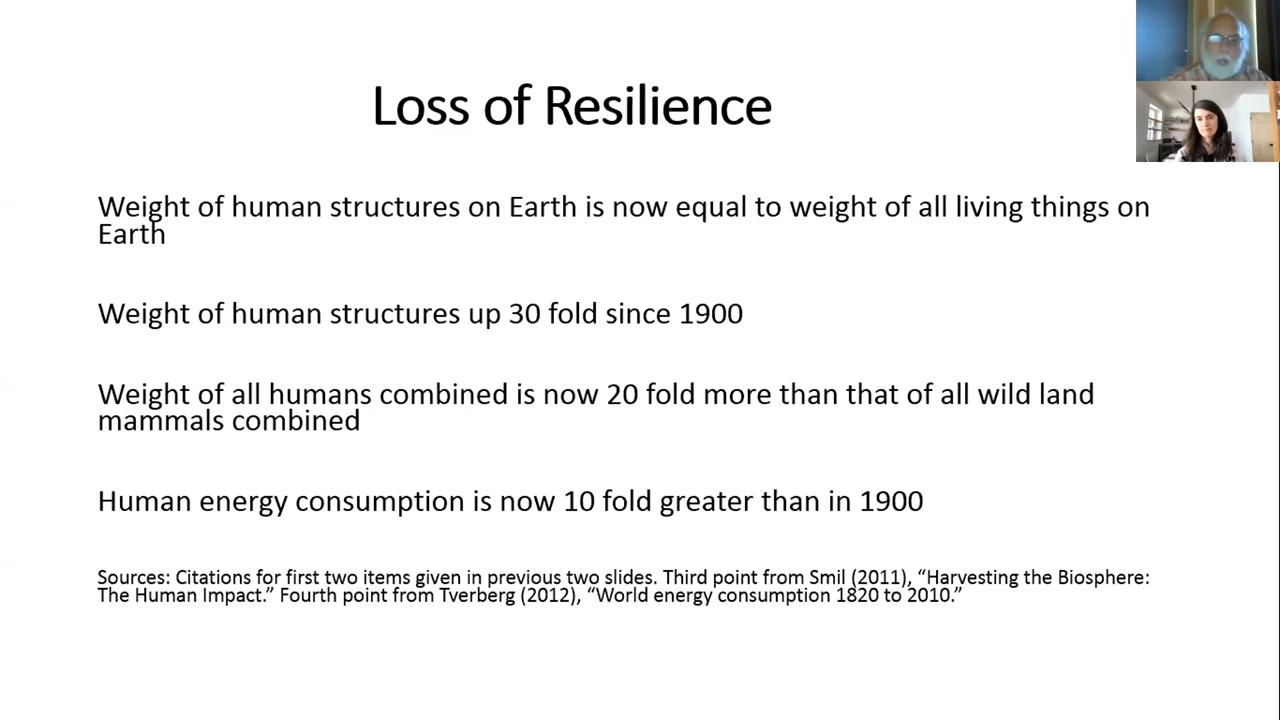 Loss of Resilience
Weight of human structures on Earth is now equal to weight of all living things on
Earth
Weight of human structures up 30 fold since 1900
Weight of all humans combined is now 20 fold more than that of all wild land
mammals combined
Human energy consumption is now 10 fold greater than in 1900
Sources: Citations for first two items given in previous two slides. Third point from Smil (2011), “Harvesting the Biosphere:
The Human Impact.” Fourth point from Tverberg (2012), “World energy consumption 1820 to 2010.”